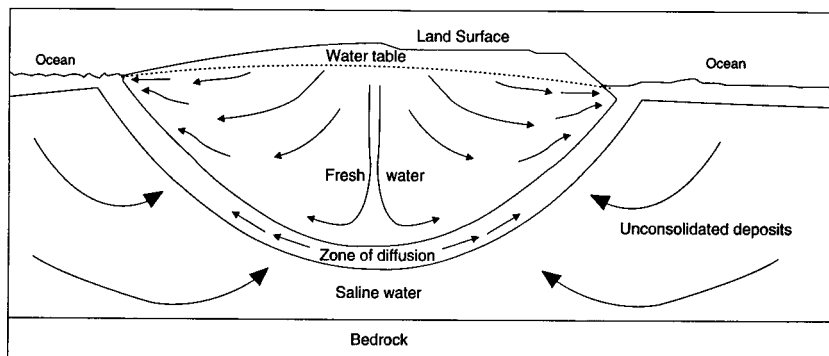 Land Surface
Ocean
Water table
Ocean
Fresh water
Unconsolidated deposits
Zone of diffusion
Saline water
Bedrock